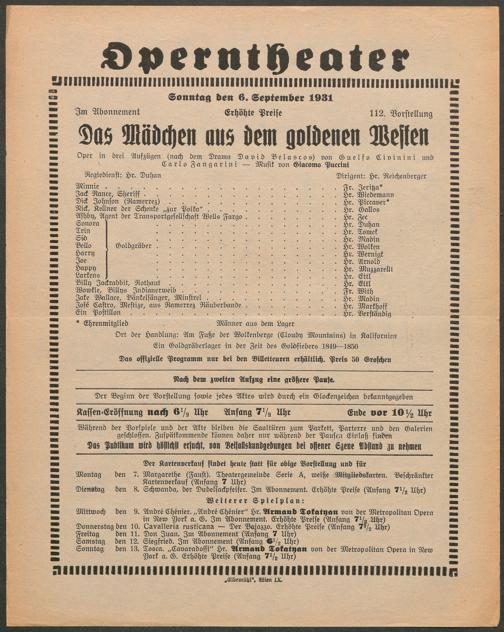 Operntheater
Sonntag den 6. September 1931
Im Abonnement Erhöhte Preise 112. Vorstellung
Das Mädchen aus dem goldenen Westen
Oper in drei Aufzügen (nach dem Drama David Belascos) von Guelfo Civinini und
Carlo Zangarini — Musik von Giacomo Puccini
Regiedienst: Hr. Duhan Dirigent: Hr. Reichenberger
Minnie Fr. Jeritza*
Jack Rance, Sheriff Hr. Wiedemann
Dick Johnson (Ramerrez) Hr. Piccaver*
Nick, Kellner der Schenke „zur Polka“ Hr. Gallos
Ashby, Agent der Transportgesellschaft Wells Fargo Hr. Zec
Sonora Hr. Duhan
Trin Hr. Tomek
Sid Hr. Madin
Bello Goldgräber Hr. Wolken
Harry Hr. Wernigk
Joe Hr. Arnold
Happy Hr. Muzzarelli
Larkens Hr. Ettl
Billy Jackrabbit, Rothaut Hr. Ettl
Wowkle, Billys Indianerweib Fr. With
Jake Wallace, Bänkelsänger, Minstrel Hr. Madin
José Castro, Mestize, aus Ramerrez Räuberbande Hr. Markhoff
Ein Postillon Hr. Verständig
* Ehrenmitglied Männer aus dem Lager
Ort der Handlung: Am Fuße der Wolkenberge (Cloudy Mountains) in Kalifornien
Ein Goldgräberlager in der Zeit des Goldfiebers 1849—1850
Das offizielle Programm nur bei den Billetteuren erhältlich. Preis 50 Groschen
Nach dem zweiten Aufzug eine größere Pause.
Der Beginn der Vorstellung sowie jedes Aktes wird durch ein Glockenzeichen bekanntgegeben
Kassen-Eröffnung nach 6½ Uhr Anfang 7½ Uhr Ende vor 10½ Uhr
Während der Vorspiele und der Akte bleiben die Saaltüren zum Parkett, Parterre und den Galerien
geschlossen. Zuspätkommende können daher nur während der Pausen Einlaß finden
Das Publikum wird höflichst ersucht, von Beifallskundgebungen bei offener Szene Abstand zu nehmen
Der Kartenverkauf findet heute statt für obige Vorstellung und für
Montag den 7. Margarethe (Faust). Theatergemeinde Serie A, weiße Mitgliedskarten. Beschränkter
Kartenverkauf (Anfang 7 Uhr)
Dienstag den 8. Schwanda, der Dudelsackpfeifer. Im Abonnement. Erhöhte Preise (Anfang 7½ Uhr)
Weiterer Spielplan:
Mittwoch den 9. André Chénier. „André Chénier“ Hr. Armand Tokatyan von der Metropolitan Opera
in New York a. G. Im Abonnement. Erhöhte Preise (Anfang 7½ Uhr)
Donnerstag den 10. Cavalleria rusticana — Der Bajazzo. Erhöhte Preise (Anfang 7½ Uhr)
Freitag den 11. Don Juan. Im Abonnement (Anfang 7 Uhr)
Samstag den 12. Siegfried. Im Abonnement (Anfang 6½ Uhr)
Sonntag den 13. Tosca. „Cavaradossi“ Hr. Armand Tokatyan von der Metropolitan Opera in New
York a. G. Erhöhte Preise (Anfang 7½ Uhr)
„Elbemühl“, Wien IX.